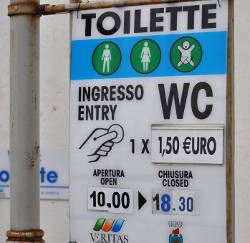 TOILETTE
INGRESSO WC
ENTRY
1 X 1,50 €URO
APERTURA CHIUSURA
OPEN CLOSED
10.00 18.30
VERITAS